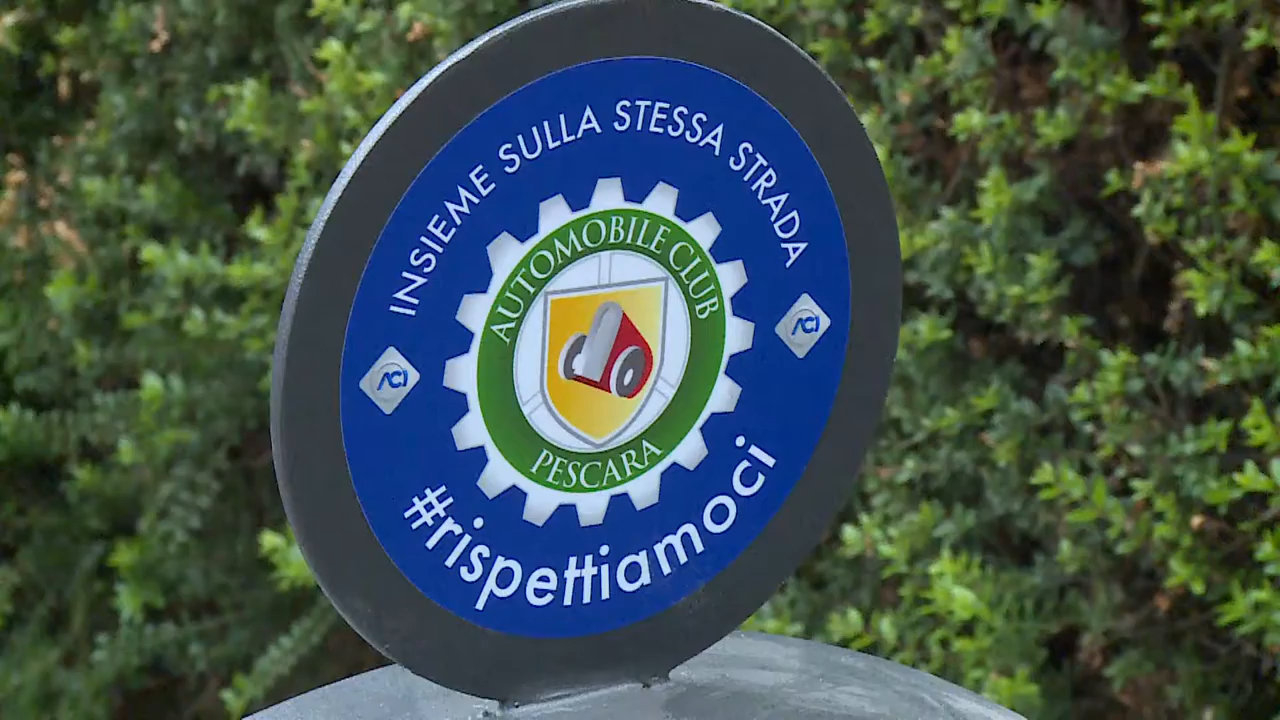 INSIEME SULLA STESSA STRADA
AUTOMOBILE CLUB
ACI
ACI
PESCARA
#rispettiamoci